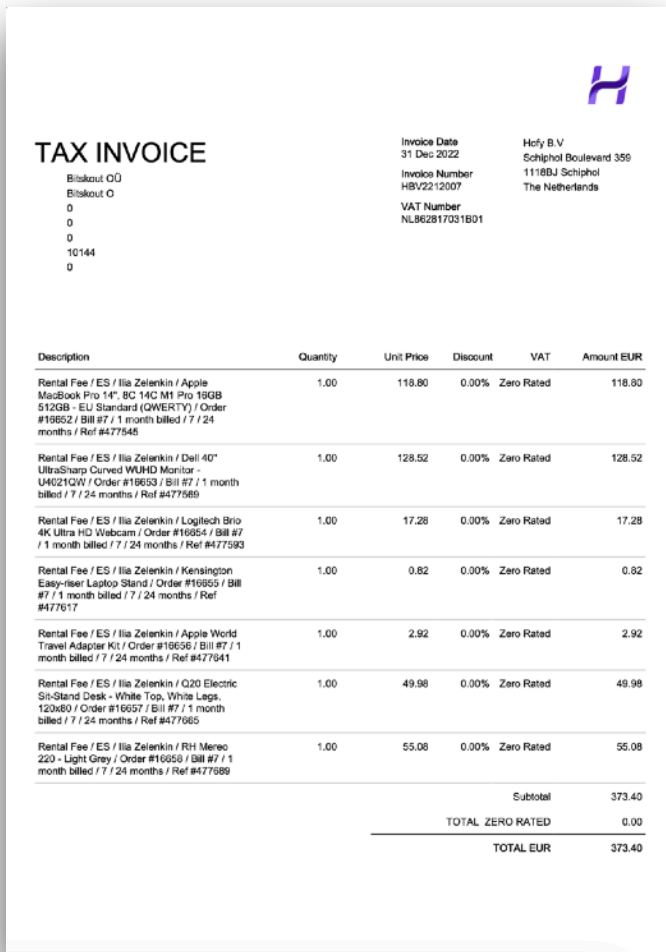 TAX INVOICE
Bitskout OÜ
Bitskout O
0
0
0
10144
0
Invoice Date
31 Dec 2022
Invoice Number
HBV2212007
VAT Number
NL862817031B01
Hofy B.V
Schiphol Boulevard 359
1118BJ Schiphol
The Netherlands
Description Quantity Unit Price Discount VAT Amount EUR
Rental Fee / ES / Ilia Zelenkin / Apple 1.00 118.80 0.00% Zero Rated 118.80
MacBook Pro 14", 8C 14C M1 Pro 16GB
512GB - EU Standard (QWERTY) / Order
#16652 / Bill #7 / 1 month billed / 7 / 24
months / Ref #477545
Rental Fee / ES / Ilia Zelenkin / Dell 40" 1.00 128.52 0.00% Zero Rated 128.52
UltraSharp Curved WUHD Monitor -
U4021QW / Order #16653 / Bill #7 / 1 month
billed / 7 / 24 months / Ref #477569
Rental Fee / ES / Ilia Zelenkin / Logitech Brio 1.00 17.28 0.00% Zero Rated 17.28
4K Ultra HD Webcam / Order #16654 / Bill #7
/ 1 month billed / 7 / 24 months / Ref #477593
Rental Fee / ES / Ilia Zelenkin / Kensington 1.00 0.82 0.00% Zero Rated 0.82
Easy-riser Laptop Stand / Order #16655 / Bill
#7 / 1 month billed / 7 / 24 months / Ref
#477617
Rental Fee / ES / Ilia Zelenkin / Apple World 1.00 2.92 0.00% Zero Rated 2.92
Travel Adapter Kit / Order #16656 / Bill #7 / 1
month billed / 7 / 24 months / Ref #477641
Rental Fee / ES / Ilia Zelenkin / Q20 Electric 1.00 49.98 0.00% Zero Rated 49.98
Sit-Stand Desk - White Top, White Legs,
120x80 / Order #16657 / Bill #7 / 1 month
billed / 7 / 24 months / Ref #477665
Rental Fee / ES / Ilia Zelenkin / RH Mereo 1.00 55.08 0.00% Zero Rated 55.08
220 - Light Grey / Order #16658 / Bill #7 / 1
month billed / 7 / 24 months / Ref #477689
Subtotal 373.40
TOTAL ZERO RATED 0.00
TOTAL EUR 373.40